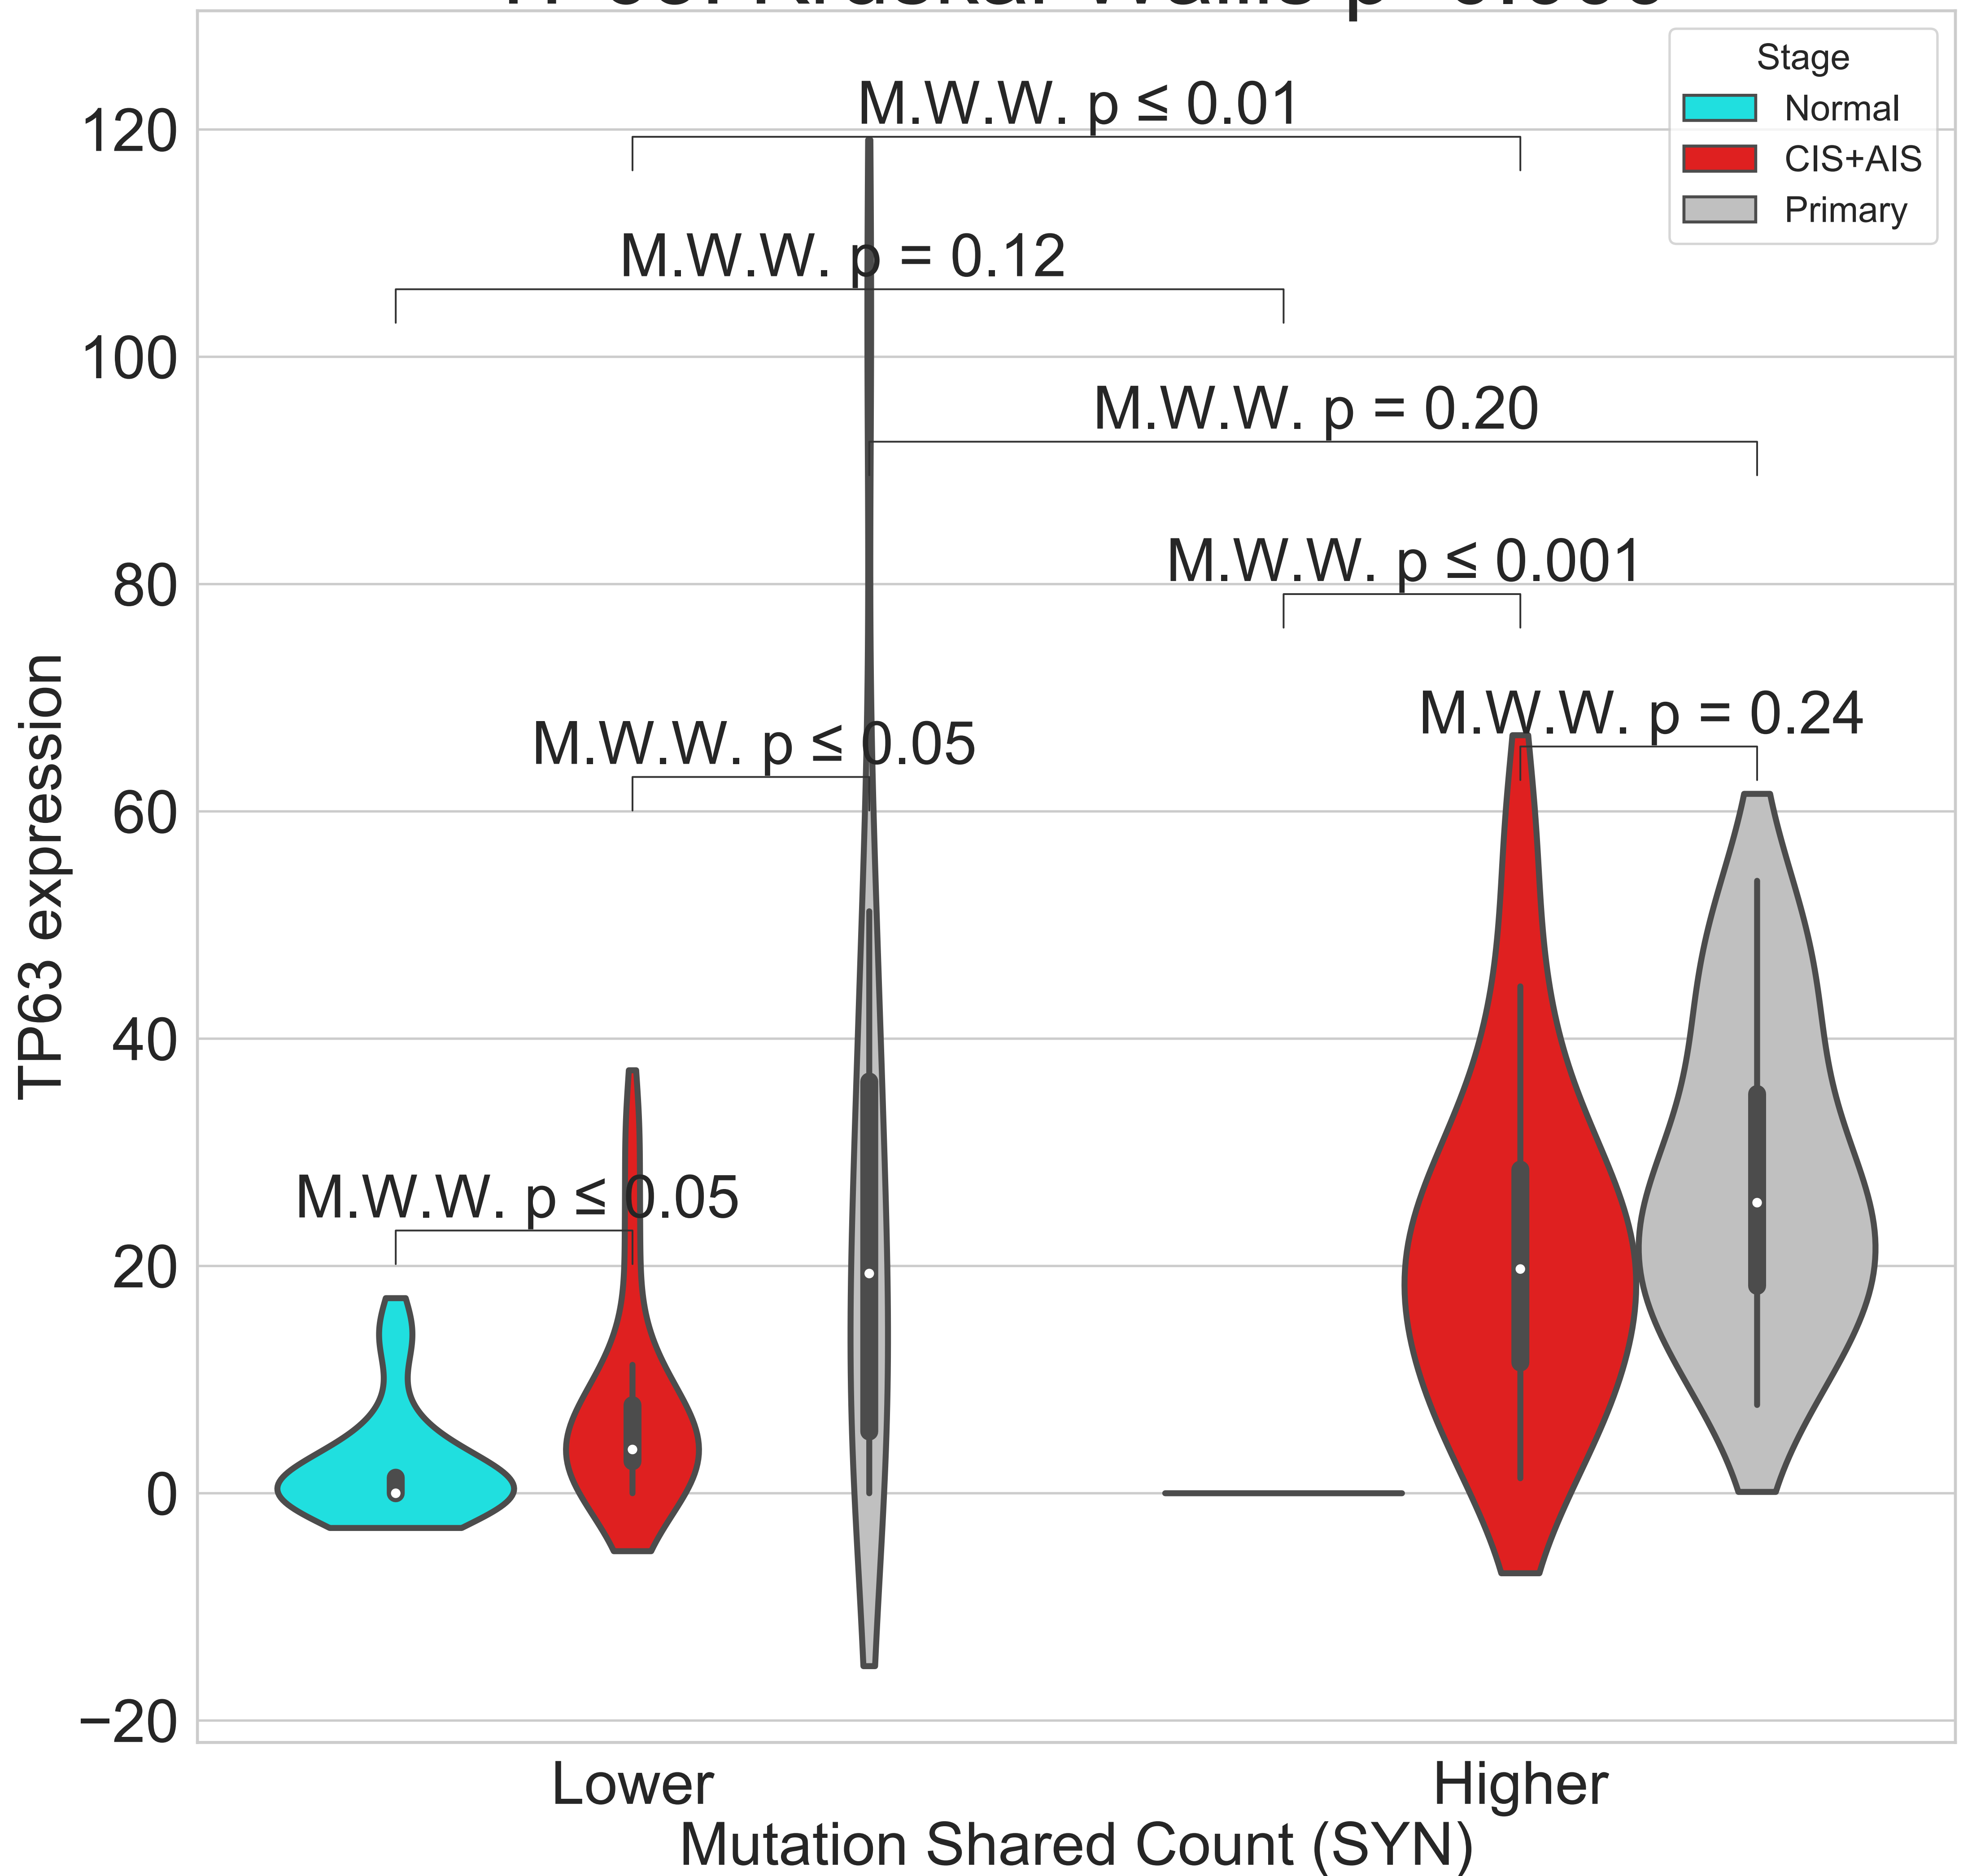 Stage
Normal
CIS+AIS
Primary
M.W.W. p ≤ 0.01
M.W.W. p = 0.12
M.W.W. p = 0.20
M.W.W. p ≤ 0.001
M.W.W. p = 0.24
M.W.W. p ≤ 0.05
M.W.W. p ≤ 0.05
120
100
80
60
40
20
0
−20
TP63 expression
Lower
Higher
Mutation Shared Count (SYN)